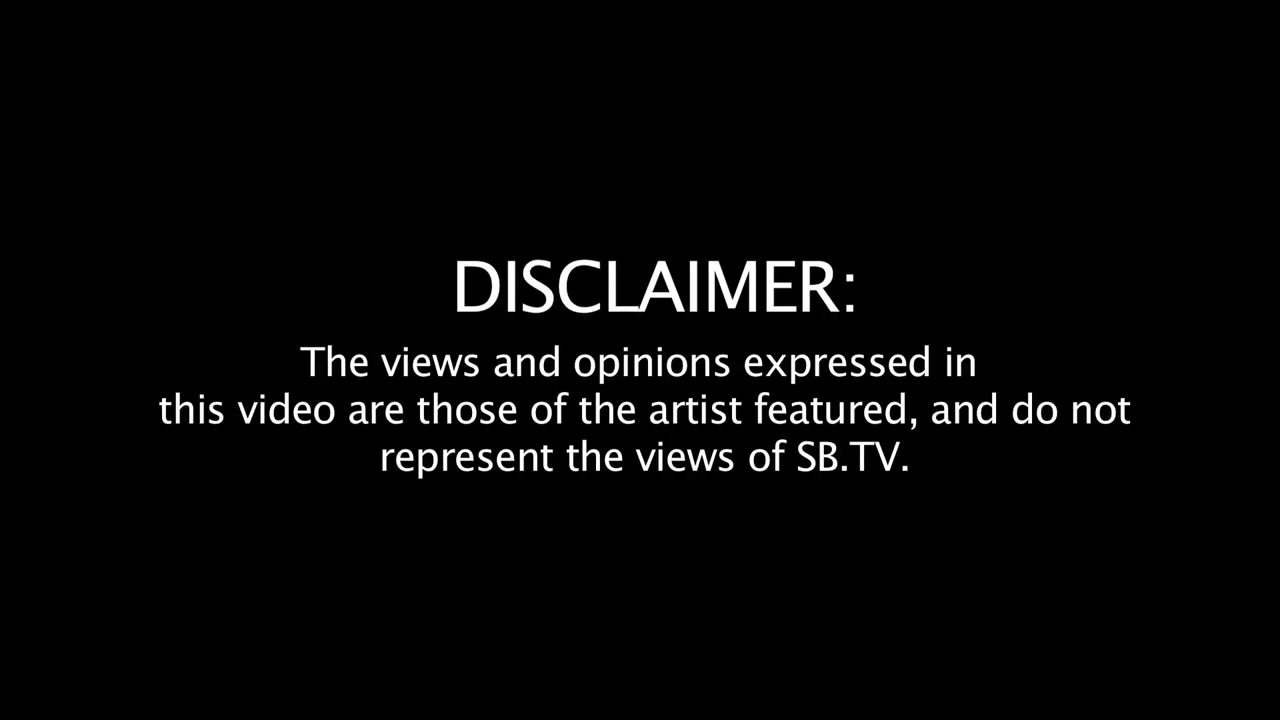 DISCLAIMER:
The views and opinions expressed in
this video are those of the artist featured, and do not
represent the views of SB.TV.